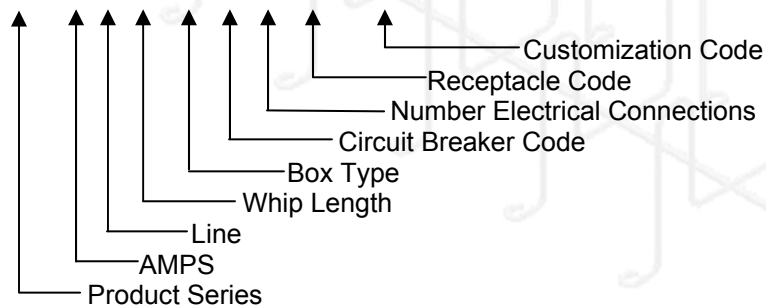 Customization Code
Receptacle Code
Number Electrical Connections
Circuit Breaker Code
Box Type
Whip Length
Line
AMPS
Product Series